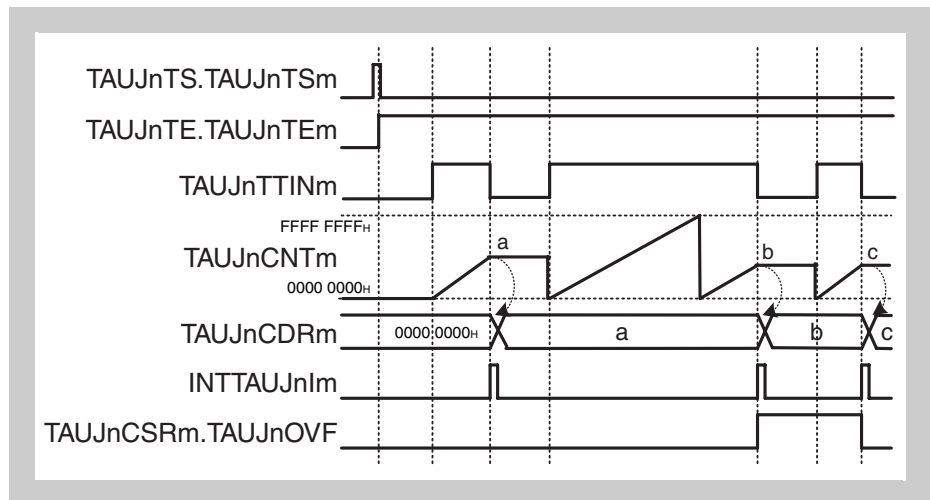 TAUJnTS.TAUJnTSm
TAUJnTE.TAUJnTEm
TAUJnTTINm
FFFF FFFFH
TAUJnCNTm
0000 0000H
a
b
c
TAUJnCDRm
0000 0000H
a
b
c
INTTAUJnIm
TAUJnCSRm.TAUJnOVF